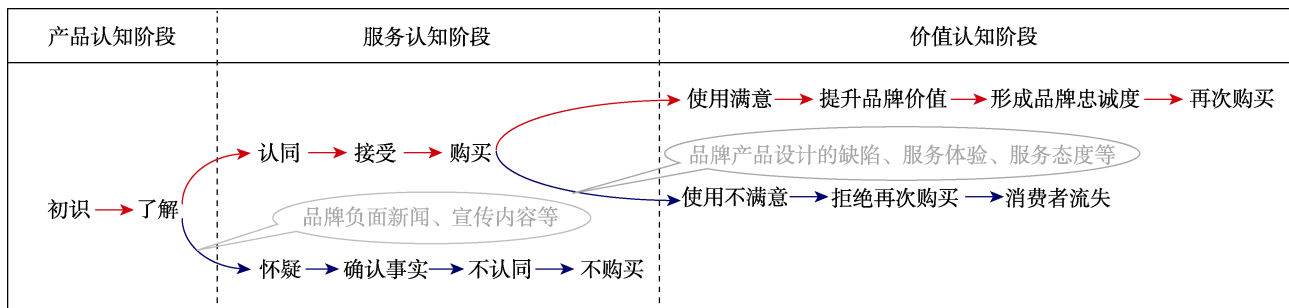 产品认知阶段 服务认知阶段 价值认知阶段
使用满意 提升品牌价值 形成品牌忠诚度 再次购买
认同 接受 购买
品牌产品设计的缺陷、服务体验、服务态度等
使用不满意 拒绝再次购买 消费者流失
初识 了解
品牌负面新闻、宣传内容等
怀疑 确认事实 不认同 不购买